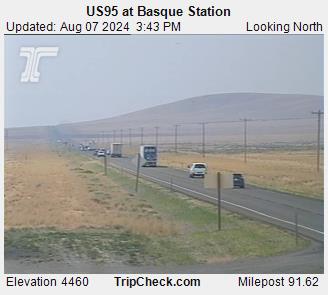 US95 at Basque Station
Updated: Aug 07 2024 3:43 PM Looking North
Elevation 4460 TripCheck.com Milepost 91.62